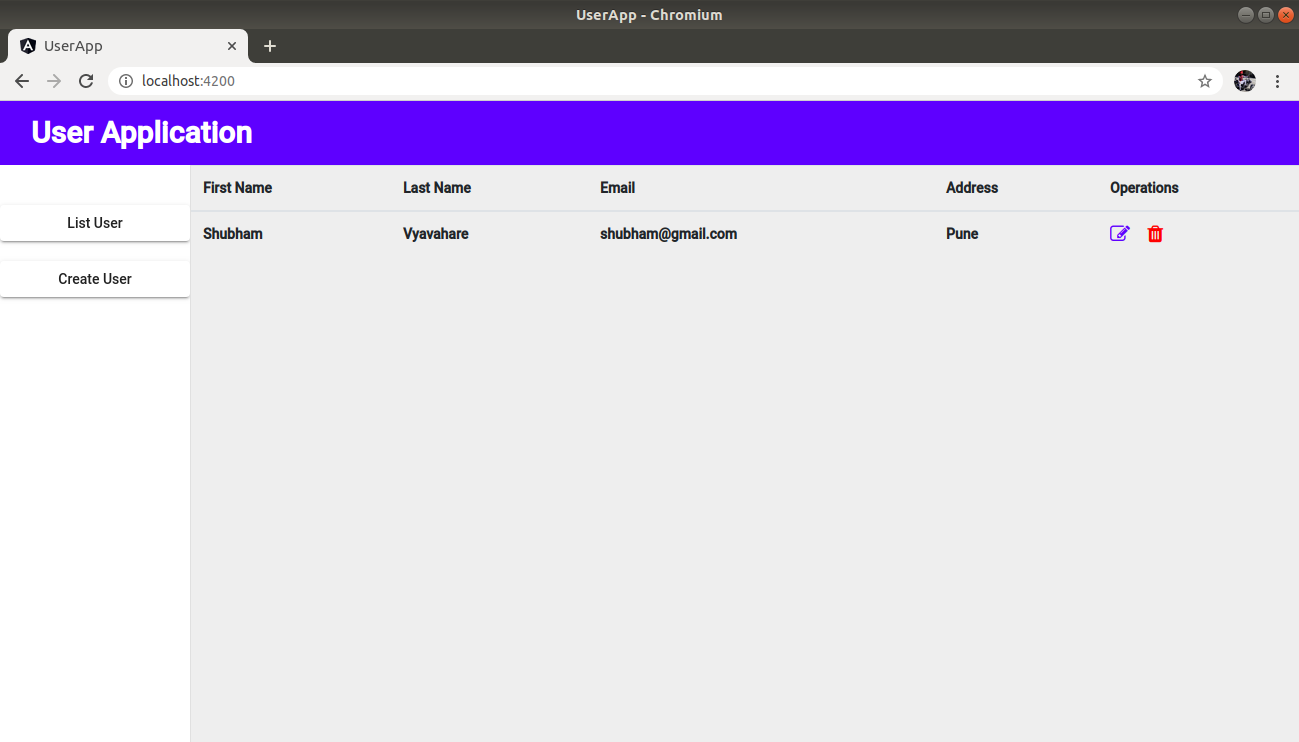 UserApp - Chromium
UserApp
localhost:4200
User Application
List User
Create User
First Name Last Name Email Address Operations
Shubham Vyavahare shubham@gmail.com Pune